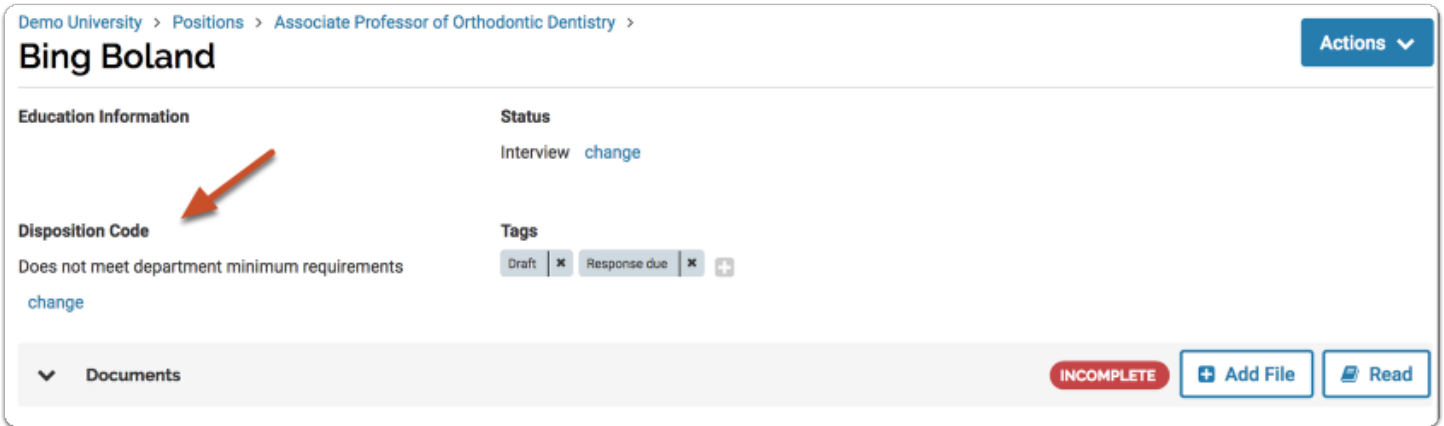 Demo University > Positions > Associate Professor of Orthodontic Dentistry >
Bing Boland
Actions
Education Information
Status
Interview change
Disposition Code
Tags
Does not meet department minimum requirements
Draft × Response due ×
change
Documents
INCOMPLETE
Add File
Read